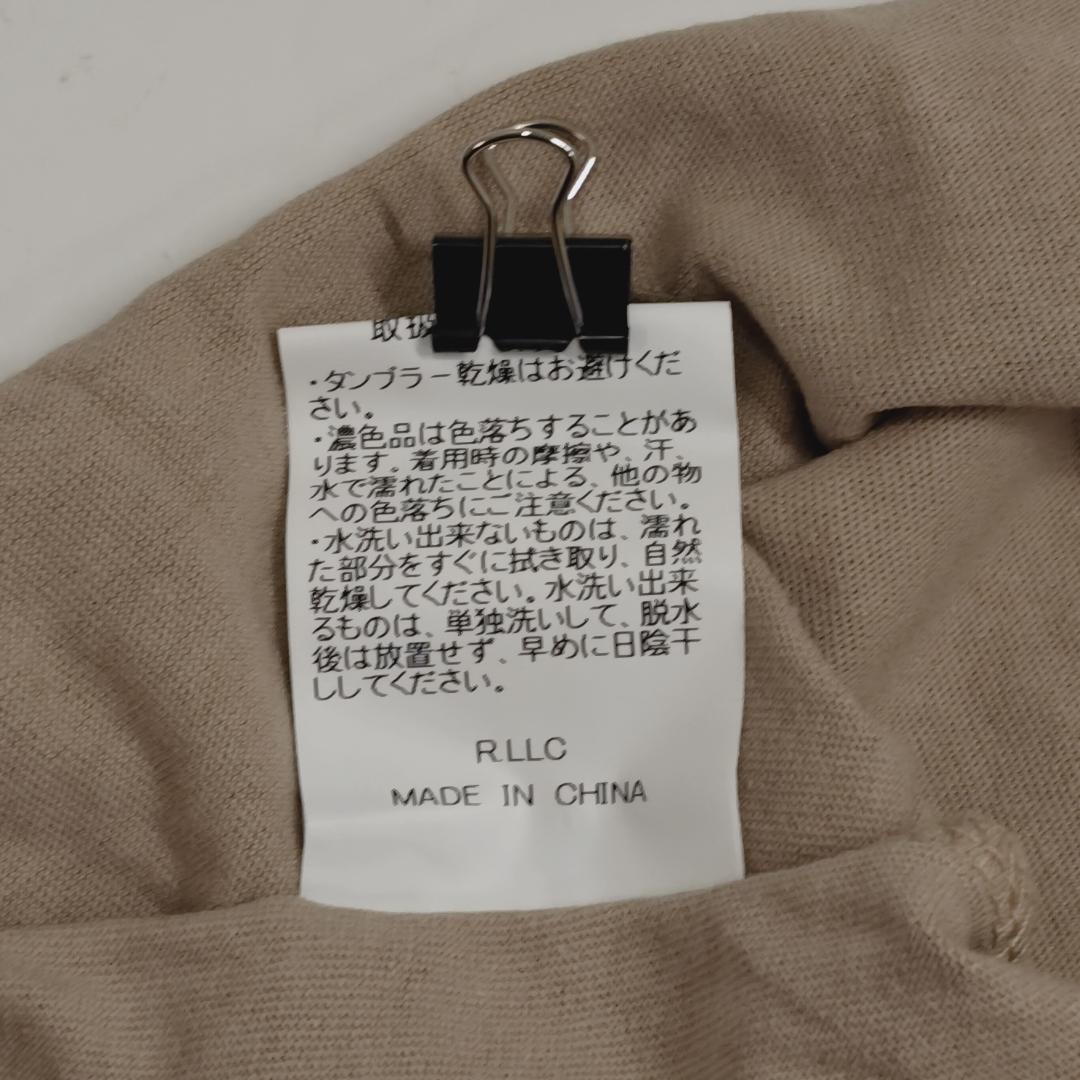 取扱
・タンブラー乾燥はお避けくだ
さい。
・濃色品は色落ちすることがあ
ります。着用時の摩擦や、汗、
水で濡れたことによる、他の物
への色落ちにご注意ください。
・水洗い出来ないものは、濡れ
た部分をすぐに拭き取り、自然
乾燥してください。水洗い出来
るものは、単独洗いして、脱水
後は放置せず、早めに日陰干
ししてください。
R.LLC
MADE IN CHINA